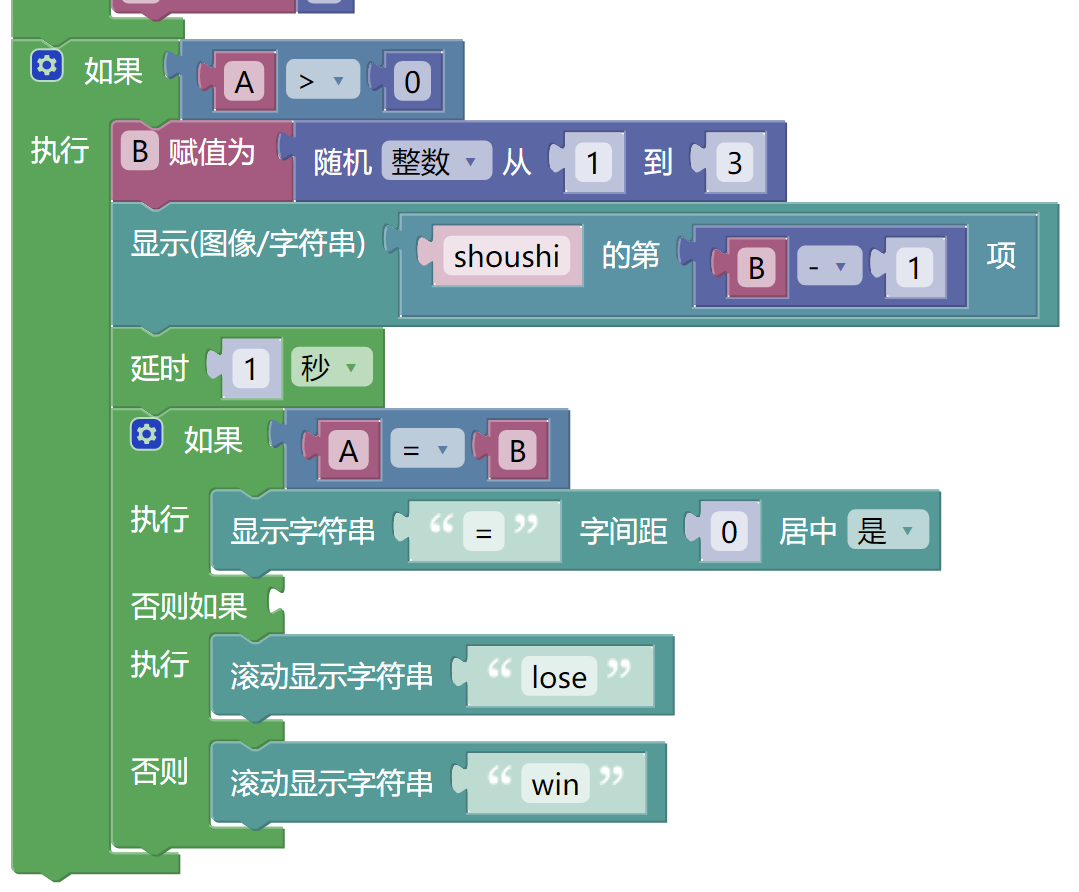 如果 A > 0
执行 B 赋值为 随机 整数 从 1 到 3
显示(图像/字符串) shoushi 的第 B - 1 项
延时 1 秒
如果 A = B
执行 显示字符串 “ = ” 字间距 0 居中 是
否则如果
执行 滚动显示字符串 “ lose ”
否则 滚动显示字符串 “ win ”